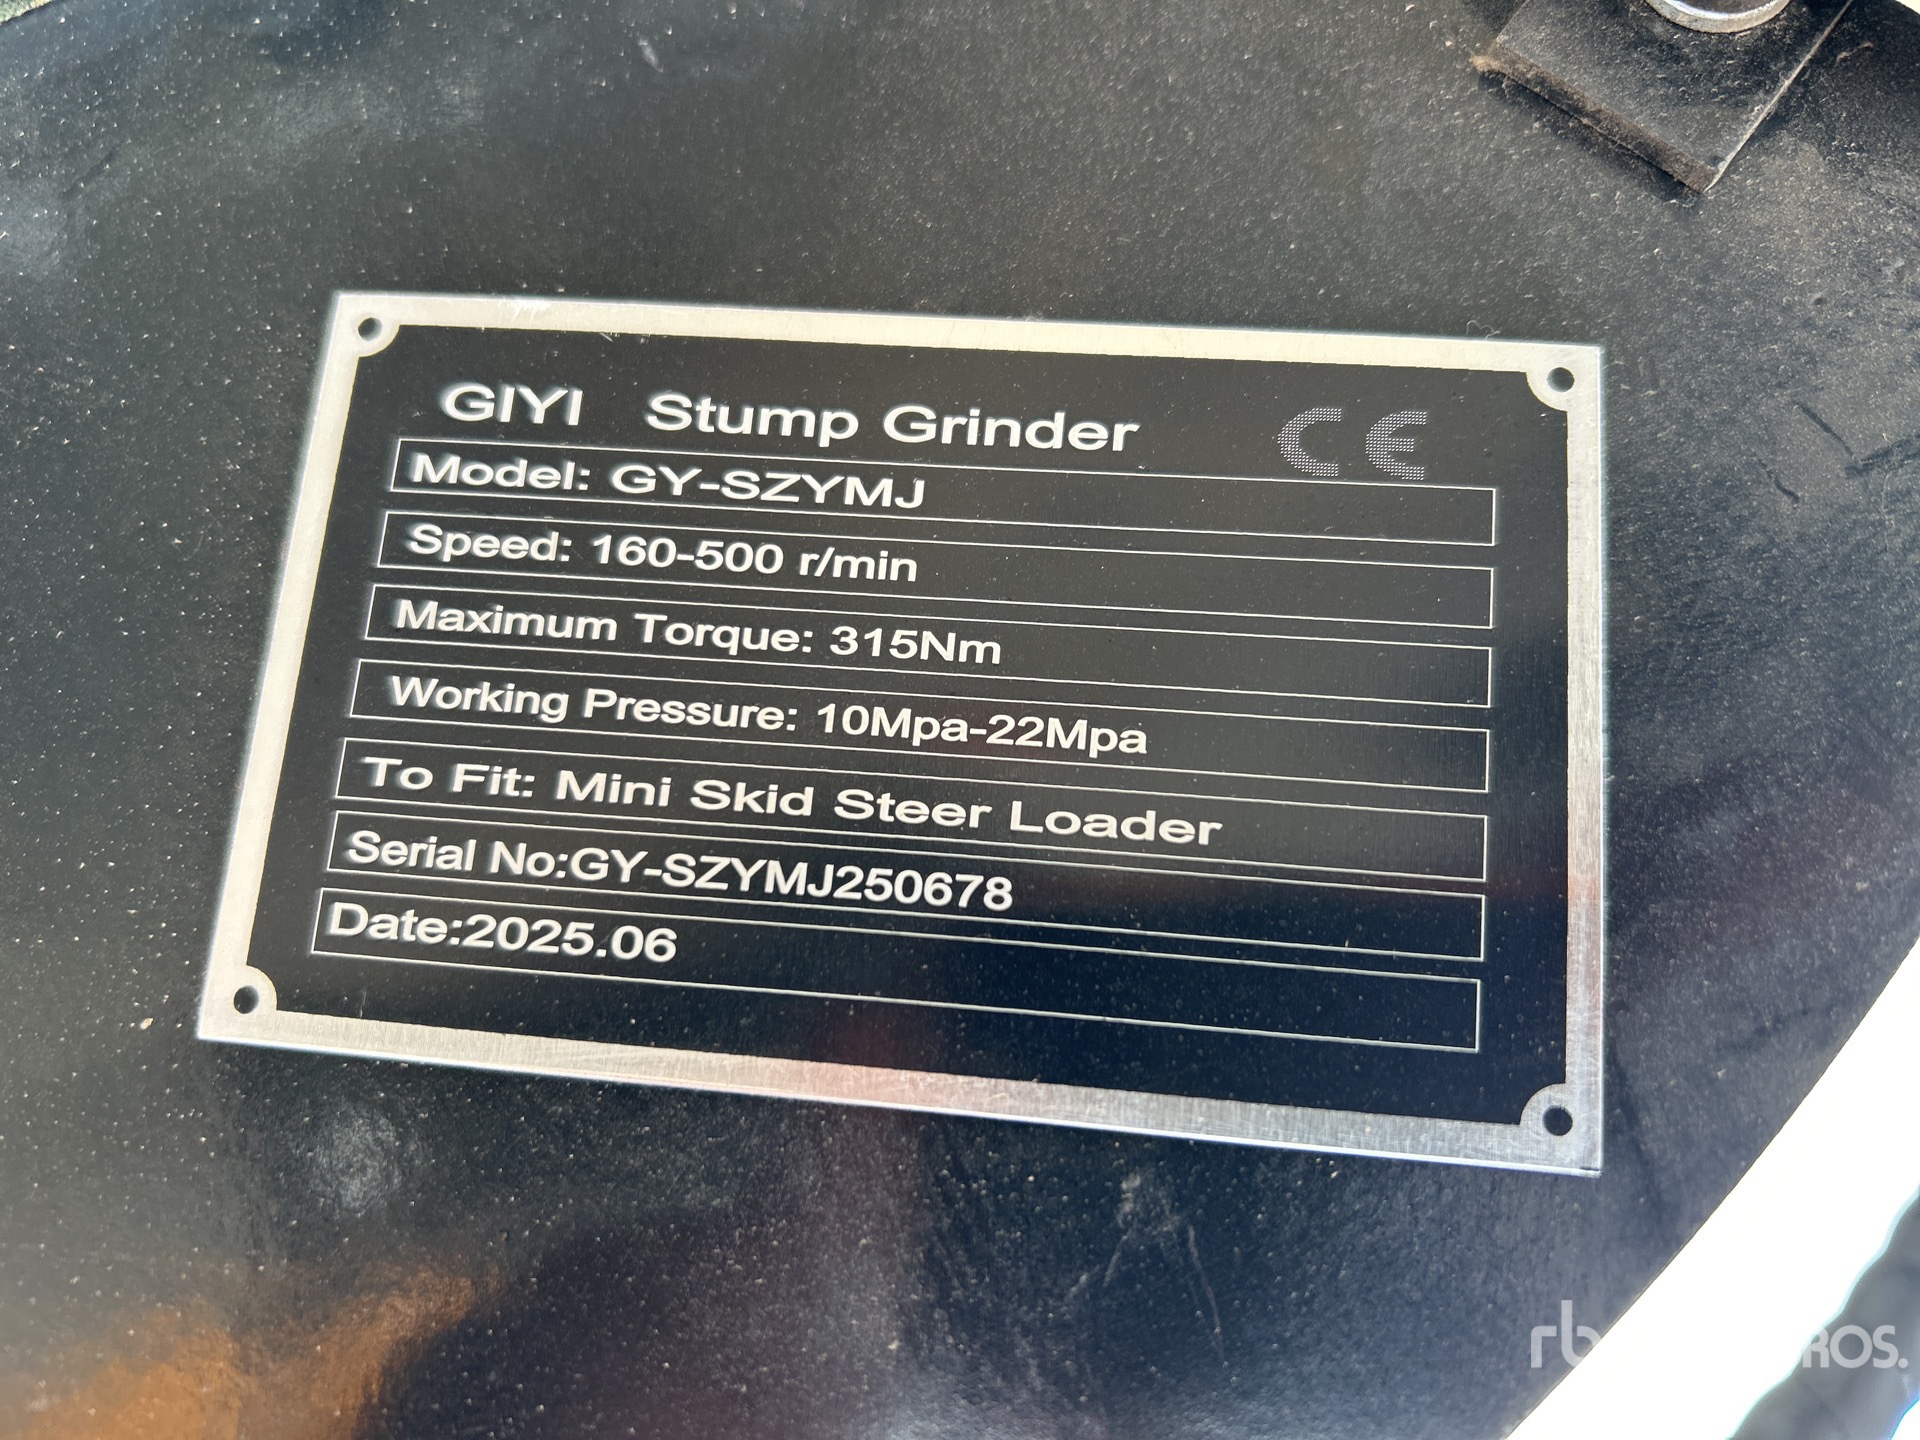 GIYI Stump Grinder CE
Model: GY-SZYMJ
Speed: 160-500 r/min
Maximum Torque: 315Nm
Working Pressure: 10Mpa-22Mpa
To Fit: Mini Skid Steer Loader
Serial No:GY-SZYMJ250678
Date:2025.06
rb